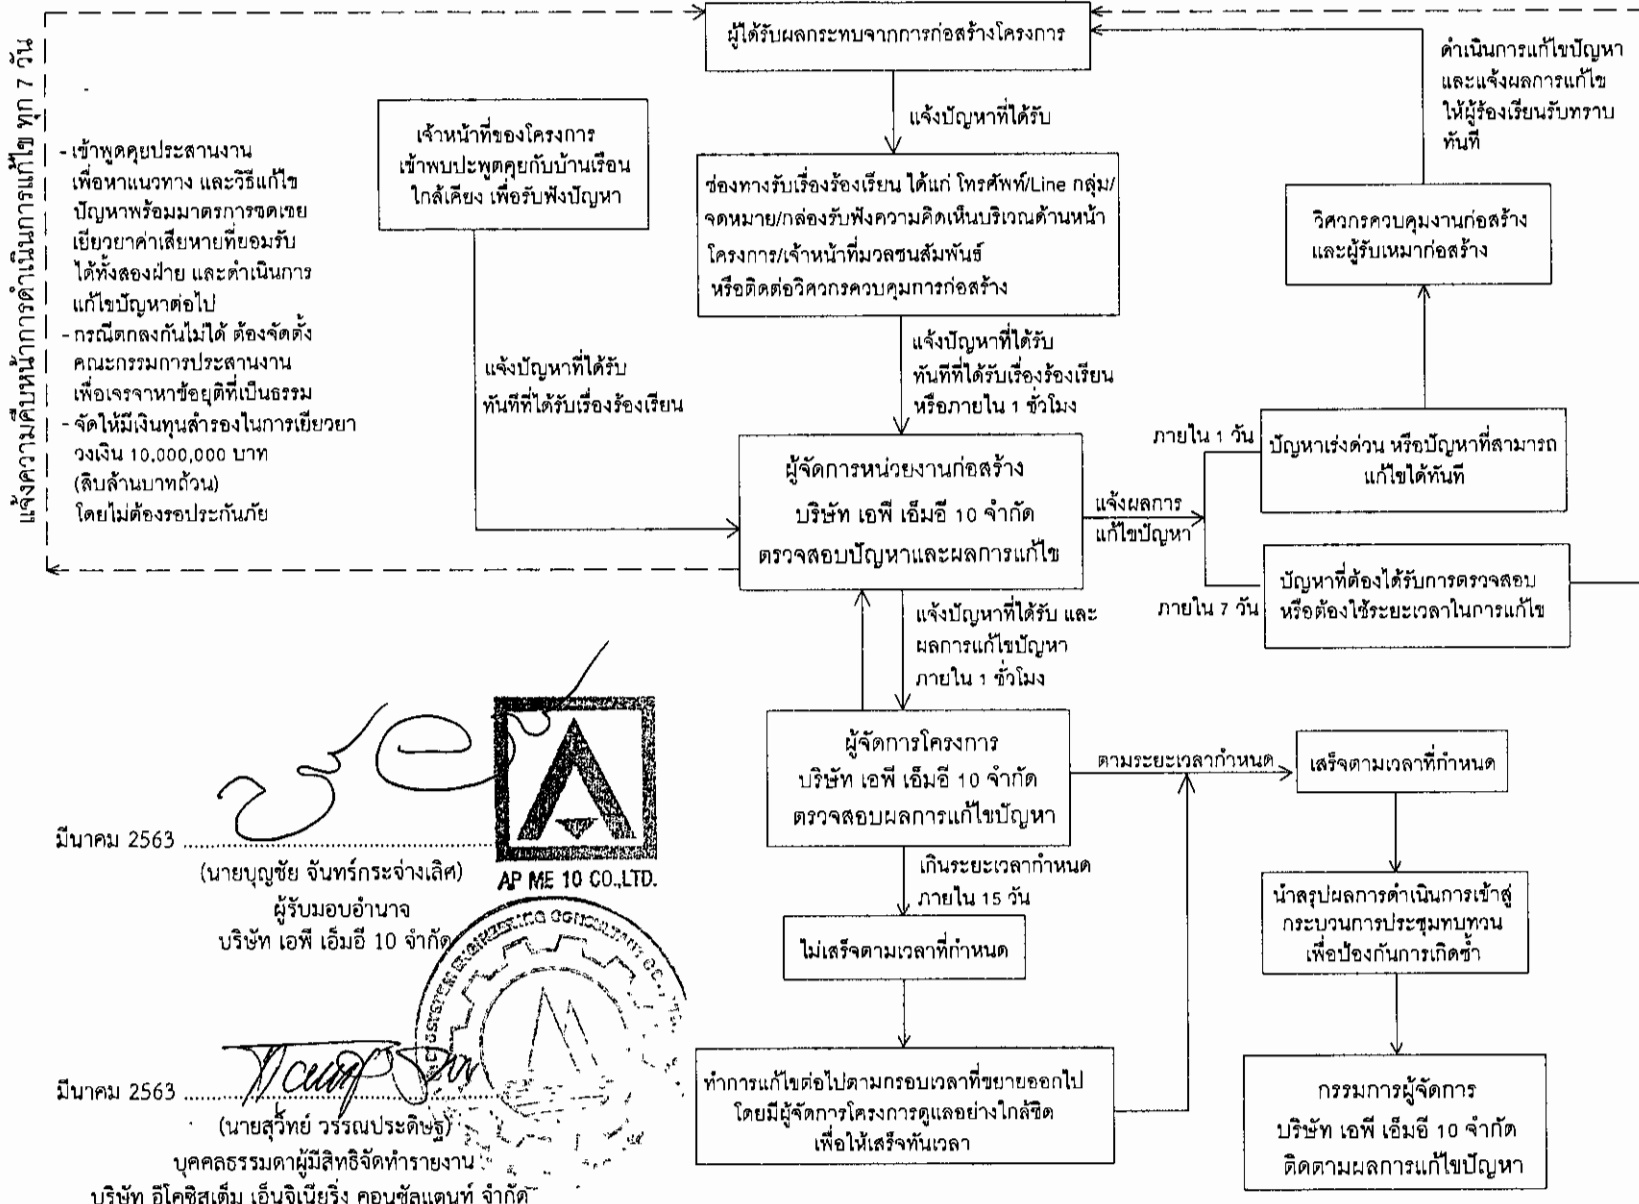 ผู้ได้รับผลกระทบจากการก่อสร้างโครงการ
แจ้งความคืบหน้าการดำเนินการแก้ไข ทุก 7 วัน
- เข้าพูดคุยประสานงาน
เพื่อหาแนวทาง และวิธีแก้ไข
ปัญหาพร้อมมาตรการชดเชย
เยียวยาค่าเสียหายที่ยอมรับ
ได้ทั้งสองฝ่าย และดำเนินการ
แก้ไขปัญหาต่อไป
- กรณีตกลงกันไม่ได้ ต้องจัดตั้ง
คณะกรรมการประสานงาน
เพื่อเจรจาหาข้อยุติที่เป็นธรรม
- จัดให้มีเงินทุนสำรองในการเยียวยา
วงเงิน 10,000,000 บาท
(สิบล้านบาทถ้วน)
โดยไม่ต้องรอประกันภัย
เจ้าหน้าที่ของโครงการ
เข้าพบปะพูดคุยกับบ้านเรือน
ใกล้เคียง เพื่อรับฟังปัญหา
แจ้งปัญหาที่ได้รับ
ทันทีที่ได้รับเรื่องร้องเรียน
แจ้งปัญหาที่ได้รับ
ช่องทางรับเรื่องร้องเรียน ได้แก่ โทรศัพท์/Line กลุ่ม/
จดหมาย/กล่องรับฟังความคิดเห็นบริเวณด้านหน้า
โครงการ/เจ้าหน้าที่มวลชนสัมพันธ์
หรือติดต่อวิศวกรควบคุมการก่อสร้าง
แจ้งปัญหาที่ได้รับ
ทันทีที่ได้รับเรื่องร้องเรียน
หรือภายใน 1 ชั่วโมง
ผู้จัดการหน่วยงานก่อสร้าง
บริษัท เอพี เอ็มอี 10 จำกัด
ตรวจสอบปัญหาและผลการแก้ไข
แจ้งผลการ
แก้ไขปัญหา
ดำเนินการแก้ไขปัญหา
และแจ้งผลการแก้ไข
ให้ผู้ร้องเรียนรับทราบ
ทันที
วิศวกรควบคุมงานก่อสร้าง
และผู้รับเหมาก่อสร้าง
ภายใน 1 วัน
ปัญหาเร่งด่วน หรือปัญหาที่สามารถ
แก้ไขได้ทันที
ภายใน 7 วัน
ปัญหาที่ต้องได้รับการตรวจสอบ
หรือต้องใช้ระยะเวลาในการแก้ไข
แจ้งปัญหาที่ได้รับ และ
ผลการแก้ไขปัญหา
ภายใน 1 ชั่วโมง
ผู้จัดการโครงการ
บริษัท เอพี เอ็มอี 10 จำกัด
ตรวจสอบผลการแก้ไขปัญหา
ตามระยะเวลากำหนด
เสร็จตามเวลาที่กำหนด
เกินระยะเวลากำหนด
ภายใน 15 วัน
ไม่เสร็จตามเวลาที่กำหนด
ทำการแก้ไขต่อไปตามกรอบเวลาที่ขยายออกไป
โดยมีผู้จัดการโครงการดูแลอย่างใกล้ชิด
เพื่อให้เสร็จทันเวลา
นำสรุปผลการดำเนินการเข้าสู่
กระบวนการประชุมทบทวน
เพื่อป้องกันการเกิดซ้ำ
กรรมการผู้จัดการ
บริษัท เอพี เอ็มอี 10 จำกัด
ติดตามผลการแก้ไขปัญหา
มีนาคม 2563
(นายบุญชัย จันทร์กระจ่างเลิศ)
ผู้รับมอบอำนาจ
บริษัท เอพี เอ็มอี 10 จำกัด
AP ME 10 CO.,LTD.
มีนาคม 2563
(นายสุวิทย์ วรรณประดิษฐ)
บุคคลธรรมดาผู้มีสิทธิจัดทำรายงาน
บริษัท อีโคซิสเต็ม เอ็นจิเนียริ่ง คอนซัลแตนท์ จำกัด